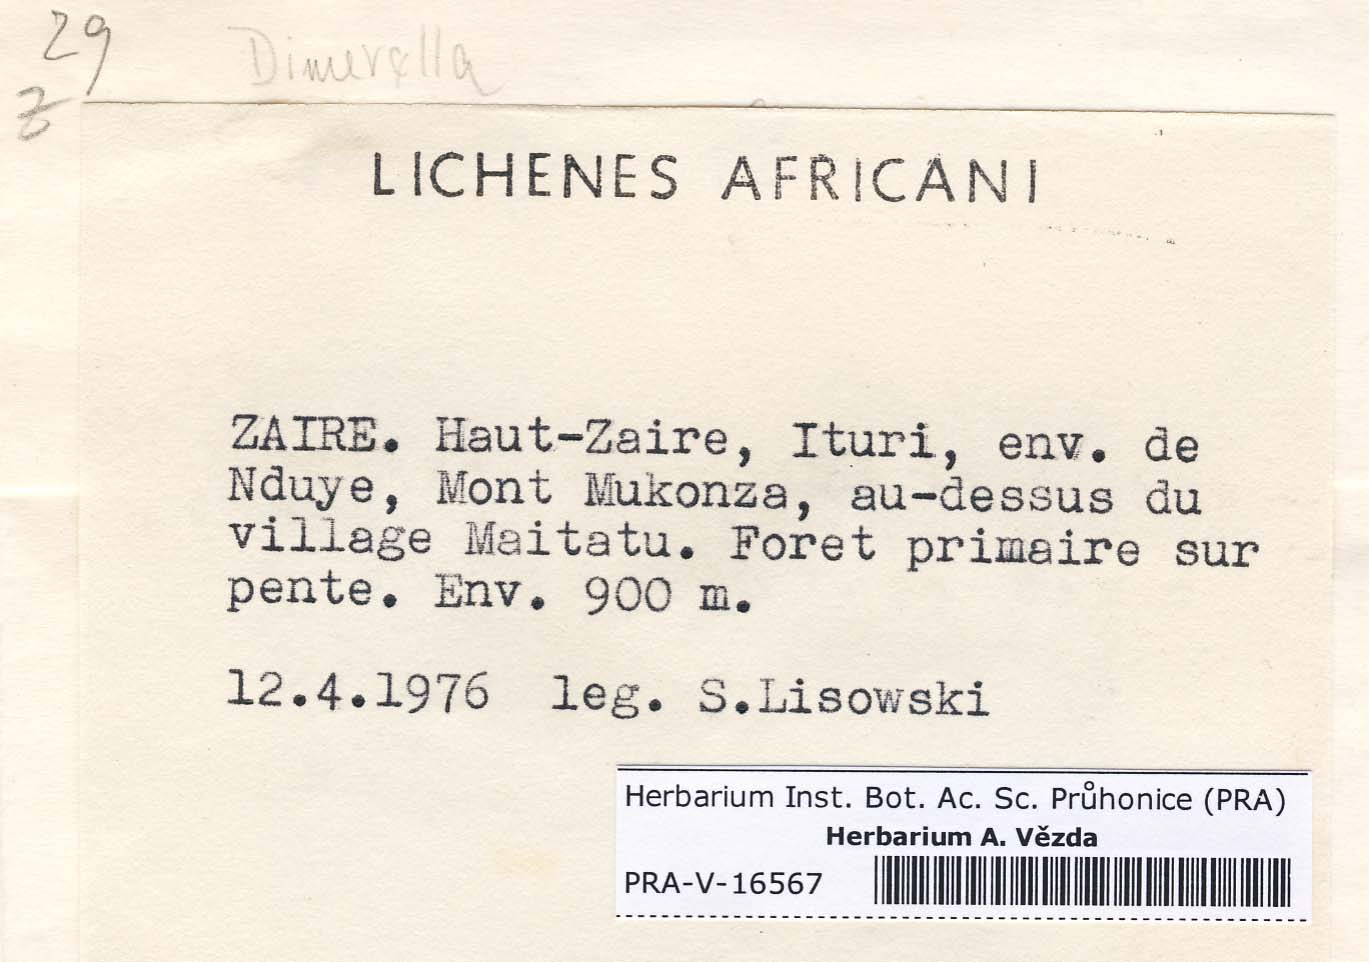 29
Dimerella
z
LICHENES AFRICANI
ZAIRE. Haut-Zaire, Ituri, env. de
Nduye, Mont Mukonza, au-dessus du
village Maitatu. Foret primaire sur
pente. Env. 900 m.
12.4.1976 leg. S.Lisowski
Herbarium Inst. Bot. Ac. Sc. Průhonice (PRA)
Herbarium A. Vězda
PRA-V-16567